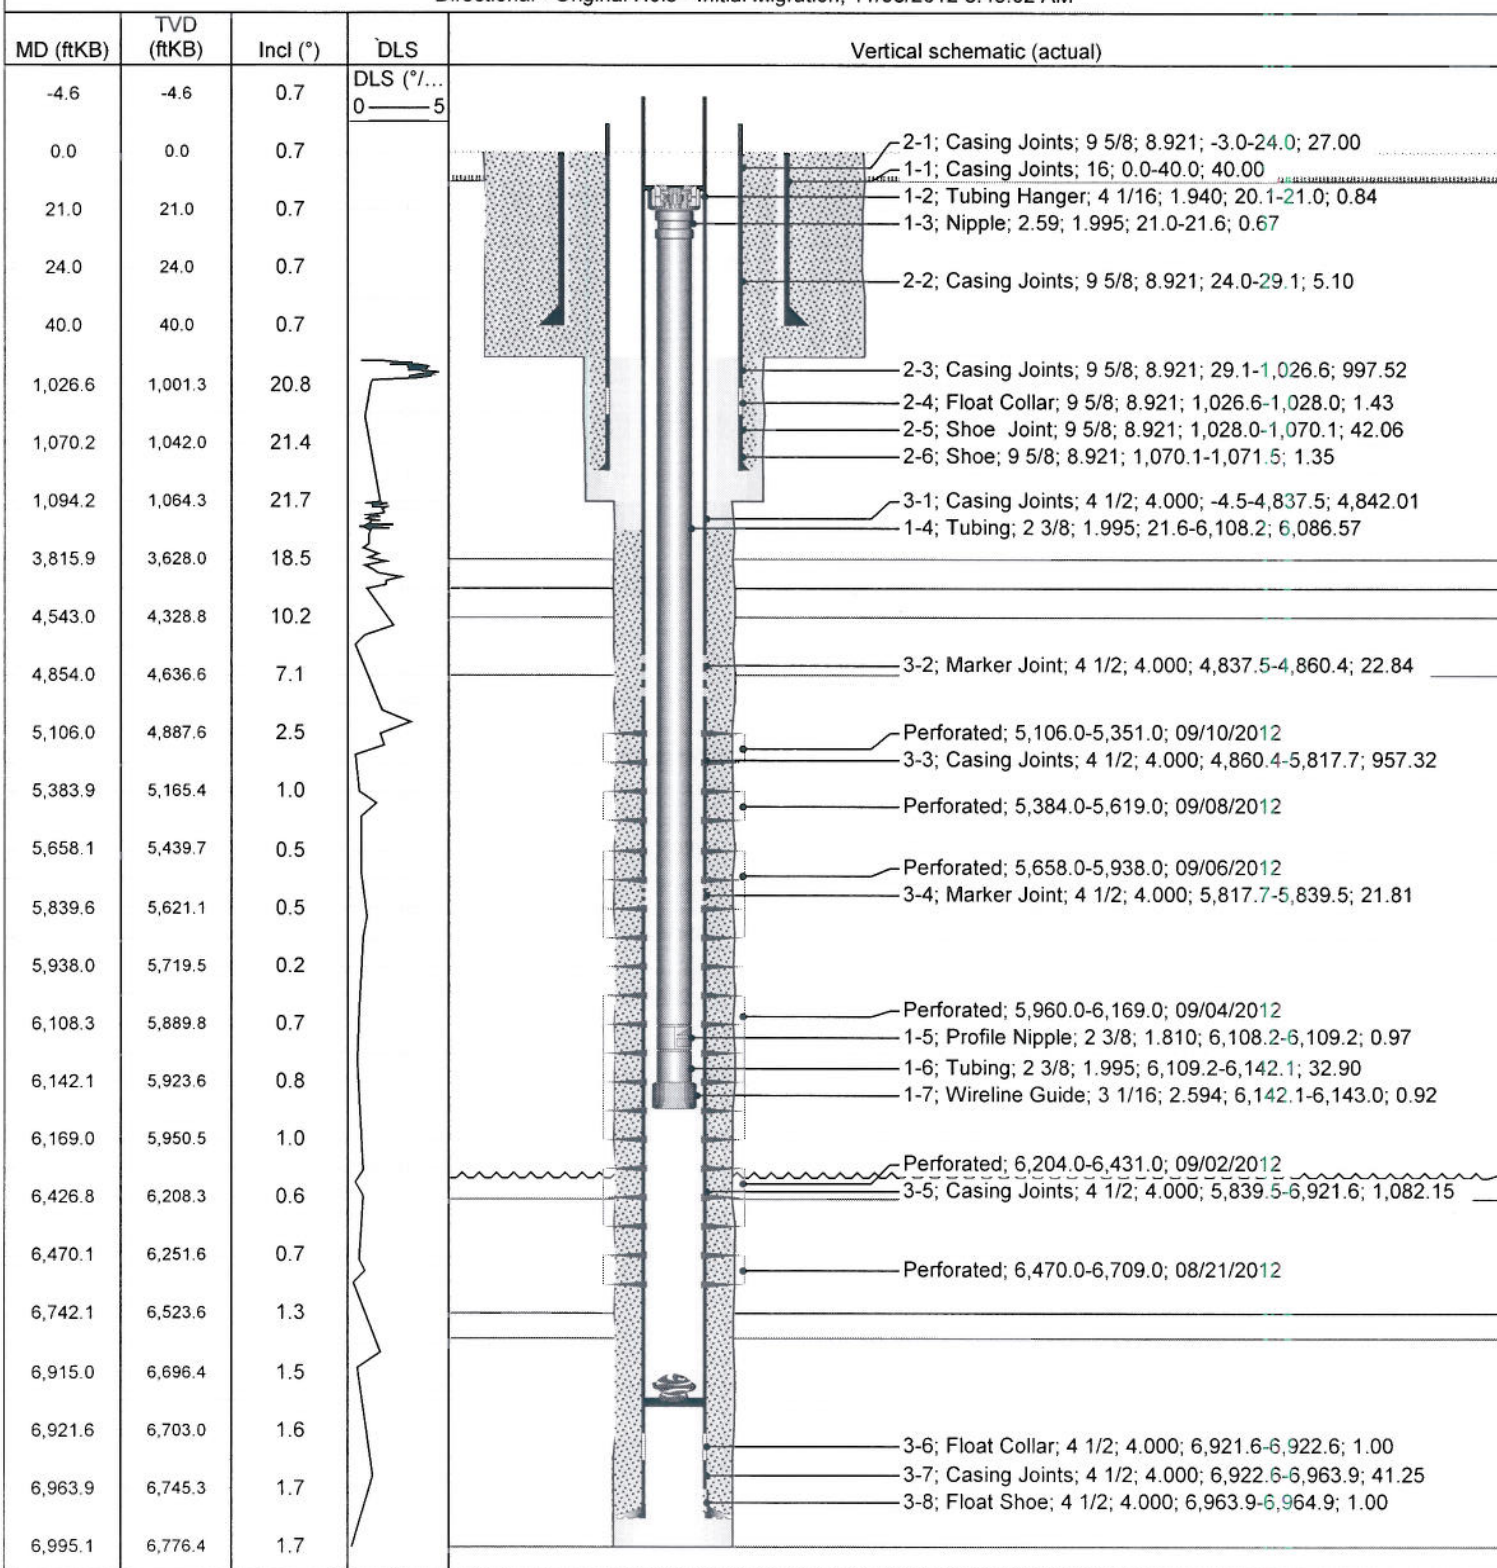 MD (ftKB) TVD (ftKB) Incl (°) DLS Vertical schematic (actual)
DLS (°/...
0 5
-4.6 -4.6 0.7
0.0 0.0 0.7
21.0 21.0 0.7
24.0 24.0 0.7
40.0 40.0 0.7
1,026.6 1,001.3 20.8
1,070.2 1,042.0 21.4
1,094.2 1,064.3 21.7
3,815.9 3,628.0 18.5
4,543.0 4,328.8 10.2
4,854.0 4,636.6 7.1
5,106.0 4,887.6 2.5
5,383.9 5,165.4 1.0
5,658.1 5,439.7 0.5
5,839.6 5,621.1 0.5
5,938.0 5,719.5 0.2
6,108.3 5,889.8 0.7
6,142.1 5,923.6 0.8
6,169.0 5,950.5 1.0
6,426.8 6,208.3 0.6
6,470.1 6,251.6 0.7
6,742.1 6,523.6 1.3
6,915.0 6,696.4 1.5
6,921.6 6,703.0 1.6
6,963.9 6,745.3 1.7
6,995.1 6,776.4 1.7
2-1; Casing Joints; 9 5/8; 8.921; -3.0-24.0; 27.00
1-1; Casing Joints; 16; 0.0-40.0; 40.00
1-2; Tubing Hanger; 4 1/16; 1.940; 20.1-21.0; 0.84
1-3; Nipple; 2.59; 1.995; 21.0-21.6; 0.67
2-2; Casing Joints; 9 5/8; 8.921; 24.0-29.1; 5.10
2-3; Casing Joints; 9 5/8; 8.921; 29.1-1,026.6; 997.52
2-4; Float Collar; 9 5/8; 8.921; 1,026.6-1,028.0; 1.43
2-5; Shoe Joint; 9 5/8; 8.921; 1,028.0-1,070.1; 42.06
2-6; Shoe; 9 5/8; 8.921; 1,070.1-1,071.5; 1.35
3-1; Casing Joints; 4 1/2; 4.000; -4.5-4,837.5; 4,842.01
1-4; Tubing; 2 3/8; 1.995; 21.6-6,108.2; 6,086.57
3-2; Marker Joint; 4 1/2; 4.000; 4,837.5-4,860.4; 22.84
Perforated; 5,106.0-5,351.0; 09/10/2012
3-3; Casing Joints; 4 1/2; 4.000; 4,860.4-5,817.7; 957.32
Perforated; 5,384.0-5,619.0; 09/08/2012
Perforated; 5,658.0-5,938.0; 09/06/2012
3-4; Marker Joint; 4 1/2; 4.000; 5,817.7-5,839.5; 21.81
Perforated; 5,960.0-6,169.0; 09/04/2012
1-5; Profile Nipple; 2 3/8; 1.810; 6,108.2-6,109.2; 0.97
1-6; Tubing; 2 3/8; 1.995; 6,109.2-6,142.1; 32.90
1-7; Wireline Guide; 3 1/16; 2.594; 6,142.1-6,143.0; 0.92
Perforated; 6,204.0-6,431.0; 09/02/2012
3-5; Casing Joints; 4 1/2; 4.000; 5,839.5-6,921.6; 1,082.15
Perforated; 6,470.0-6,709.0; 08/21/2012
3-6; Float Collar; 4 1/2; 4.000; 6,921.6-6,922.6; 1.00
3-7; Casing Joints; 4 1/2; 4.000; 6,922.6-6,963.9; 41.25
3-8; Float Shoe; 4 1/2; 4.000; 6,963.9-6,964.9; 1.00